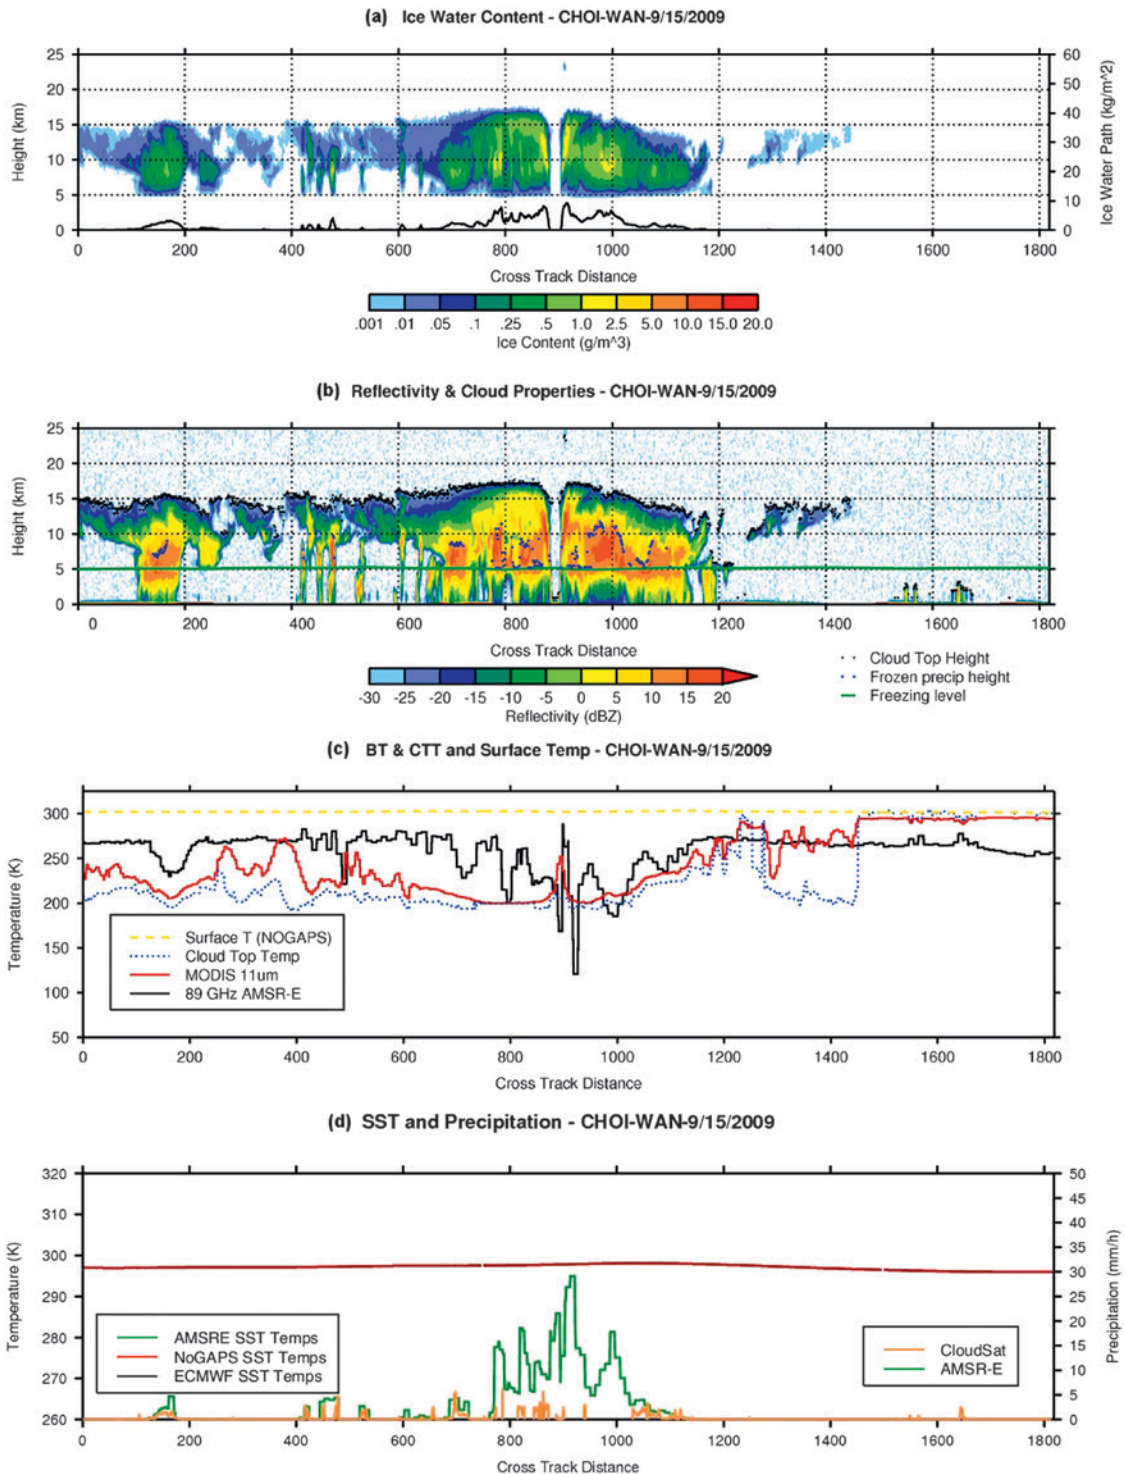 (a) Ice Water Content - CHOI-WAN-9/15/2009
25 60
20 50
15 40
10 30
5 20
0 10
0
Height (km)
Ice Water Path (kg/m^2)
0 200 400 600 800 1000 1200 1400 1600 1800
Cross Track Distance
.001 .01 .05 .1 .25 .5 1.0 2.5 5.0 10.0 15.0 20.0
Ice Content (g/m^3)
(b) Reflectivity & Cloud Properties - CHOI-WAN-9/15/2009
25
20
15
10
5
0
Height (km)
0 200 400 600 800 1000 1200 1400 1600 1800
Cross Track Distance
-30 -25 -20 -15 -10 -5 0 5 10 15 20
Reflectivity (dBZ)
Cloud Top Height
Frozen precip height
Freezing level
(c) BT & CTT and Surface Temp - CHOI-WAN-9/15/2009
300
250
200
150
100
50
Temperature (K)
Surface T (NOGAPS)
Cloud Top Temp
MODIS 11um
89 GHz AMSR-E
0 200 400 600 800 1000 1200 1400 1600 1800
Cross Track Distance
(d) SST and Precipitation - CHOI-WAN-9/15/2009
320 50
310 45
300 40
290 35
280 30
270 25
260 20
15
10
5
0
Temperature (K)
Precipitation (mm/h)
AMSRE SST Temps
NoGAPS SST Temps
ECMWF SST Temps
CloudSat
AMSR-E
0 200 400 600 800 1000 1200 1400 1600 1800
Cross Track Distance